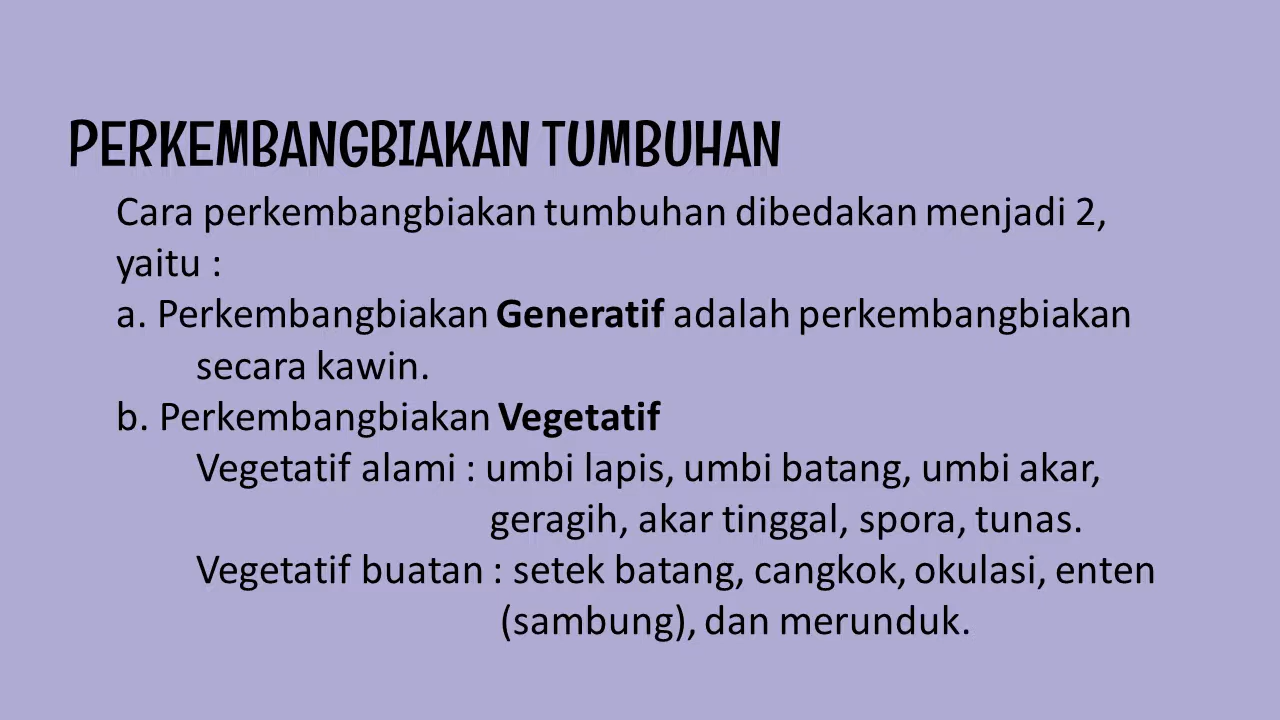 PERKEMBANGBIAKAN TUMBUHAN
Cara perkembangbiakan tumbuhan dibedakan menjadi 2,
yaitu :
a. Perkembangbiakan Generatif adalah perkembangbiakan
secara kawin.
b. Perkembangbiakan Vegetatif
Vegetatif alami : umbi lapis, umbi batang, umbi akar,
geragih, akar tinggal, spora, tunas.
Vegetatif buatan : setek batang, cangkok, okulasi, enten
(sambung), dan merunduk.